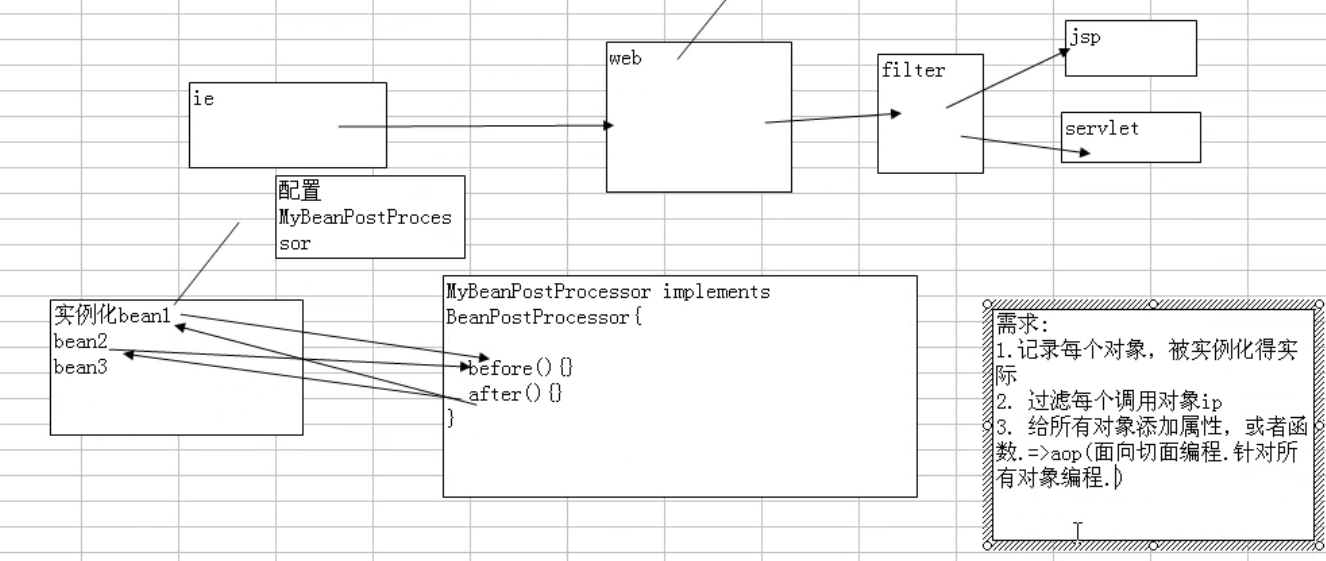 jsp
web
filter
ie
servlet
配置
MyBeanPostProces
sor
MyBeanPostProcessor implements
BeanPostProcessor{
before(){}
after(){}
}
实例化bean1
bean2
bean3
需求:
1.记录每个对象，被实例化得实
际
2. 过滤每个调用对象ip
3. 给所有对象添加属性，或者函
数.=>aop(面向切面编程.针对所
有对象编程.)